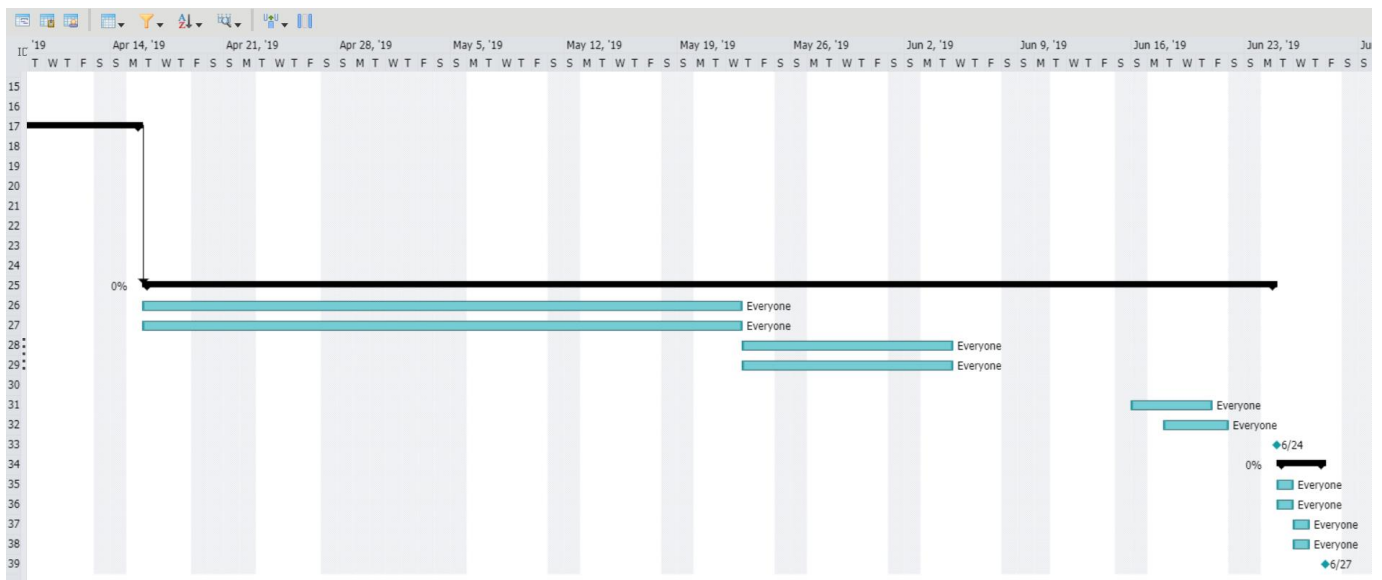 ID '19 Apr 14, '19 Apr 21, '19 Apr 28, '19 May 5, '19 May 12, '19 May 19, '19 May 26, '19 Jun 2, '19 Jun 9, '19 Jun 16, '19 Jun 23, '19 Ju
T W T F S S M T W T F S S M T W T F S S M T W T F S S M T W T F S S M T W T F S S M T W T F S S M T W T F S S M T W T F S S M T W T F S S M T W T F S S M T W T F S S
15
16
17
18
19
20
21
22
23
24
25 0%
26 Everyone
27 Everyone
28 Everyone
29 Everyone
30
31 Everyone
32 Everyone
33 6/24
34 0%
35 Everyone
36 Everyone
37 Everyone
38 Everyone
39 6/27